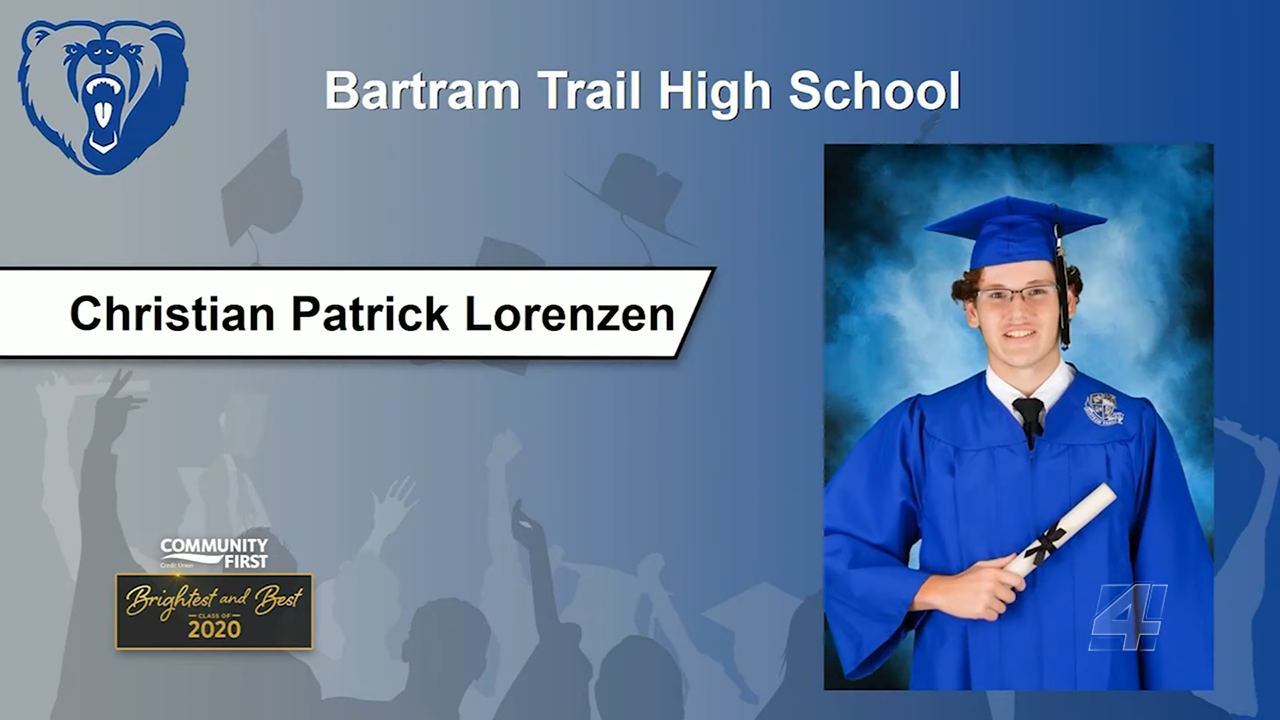 Bartram Trail High School
Christian Patrick Lorenzen
COMMUNITY
FIRST
Credit Union
Brightest and Best
CLASS OF
2020
4